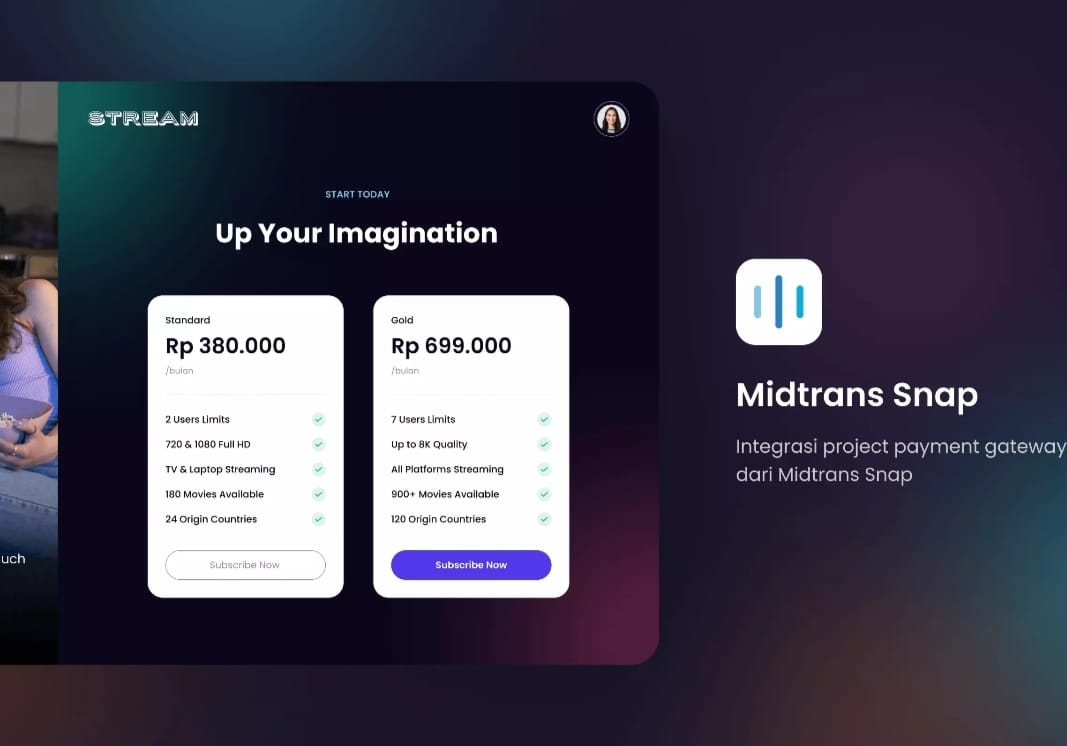 STREAM
START TODAY
Up Your Imagination
Standard
Rp 380.000
/bulan
2 Users Limits
720 & 1080 Full HD
TV & Laptop Streaming
180 Movies Available
24 Origin Countries
Subscribe Now
Gold
Rp 699.000
/bulan
7 Users Limits
Up to 8K Quality
All Platforms Streaming
900+ Movies Available
120 Origin Countries
Subscribe Now
uch
Midtrans Snap
Integrasi project payment gateway
dari Midtrans Snap